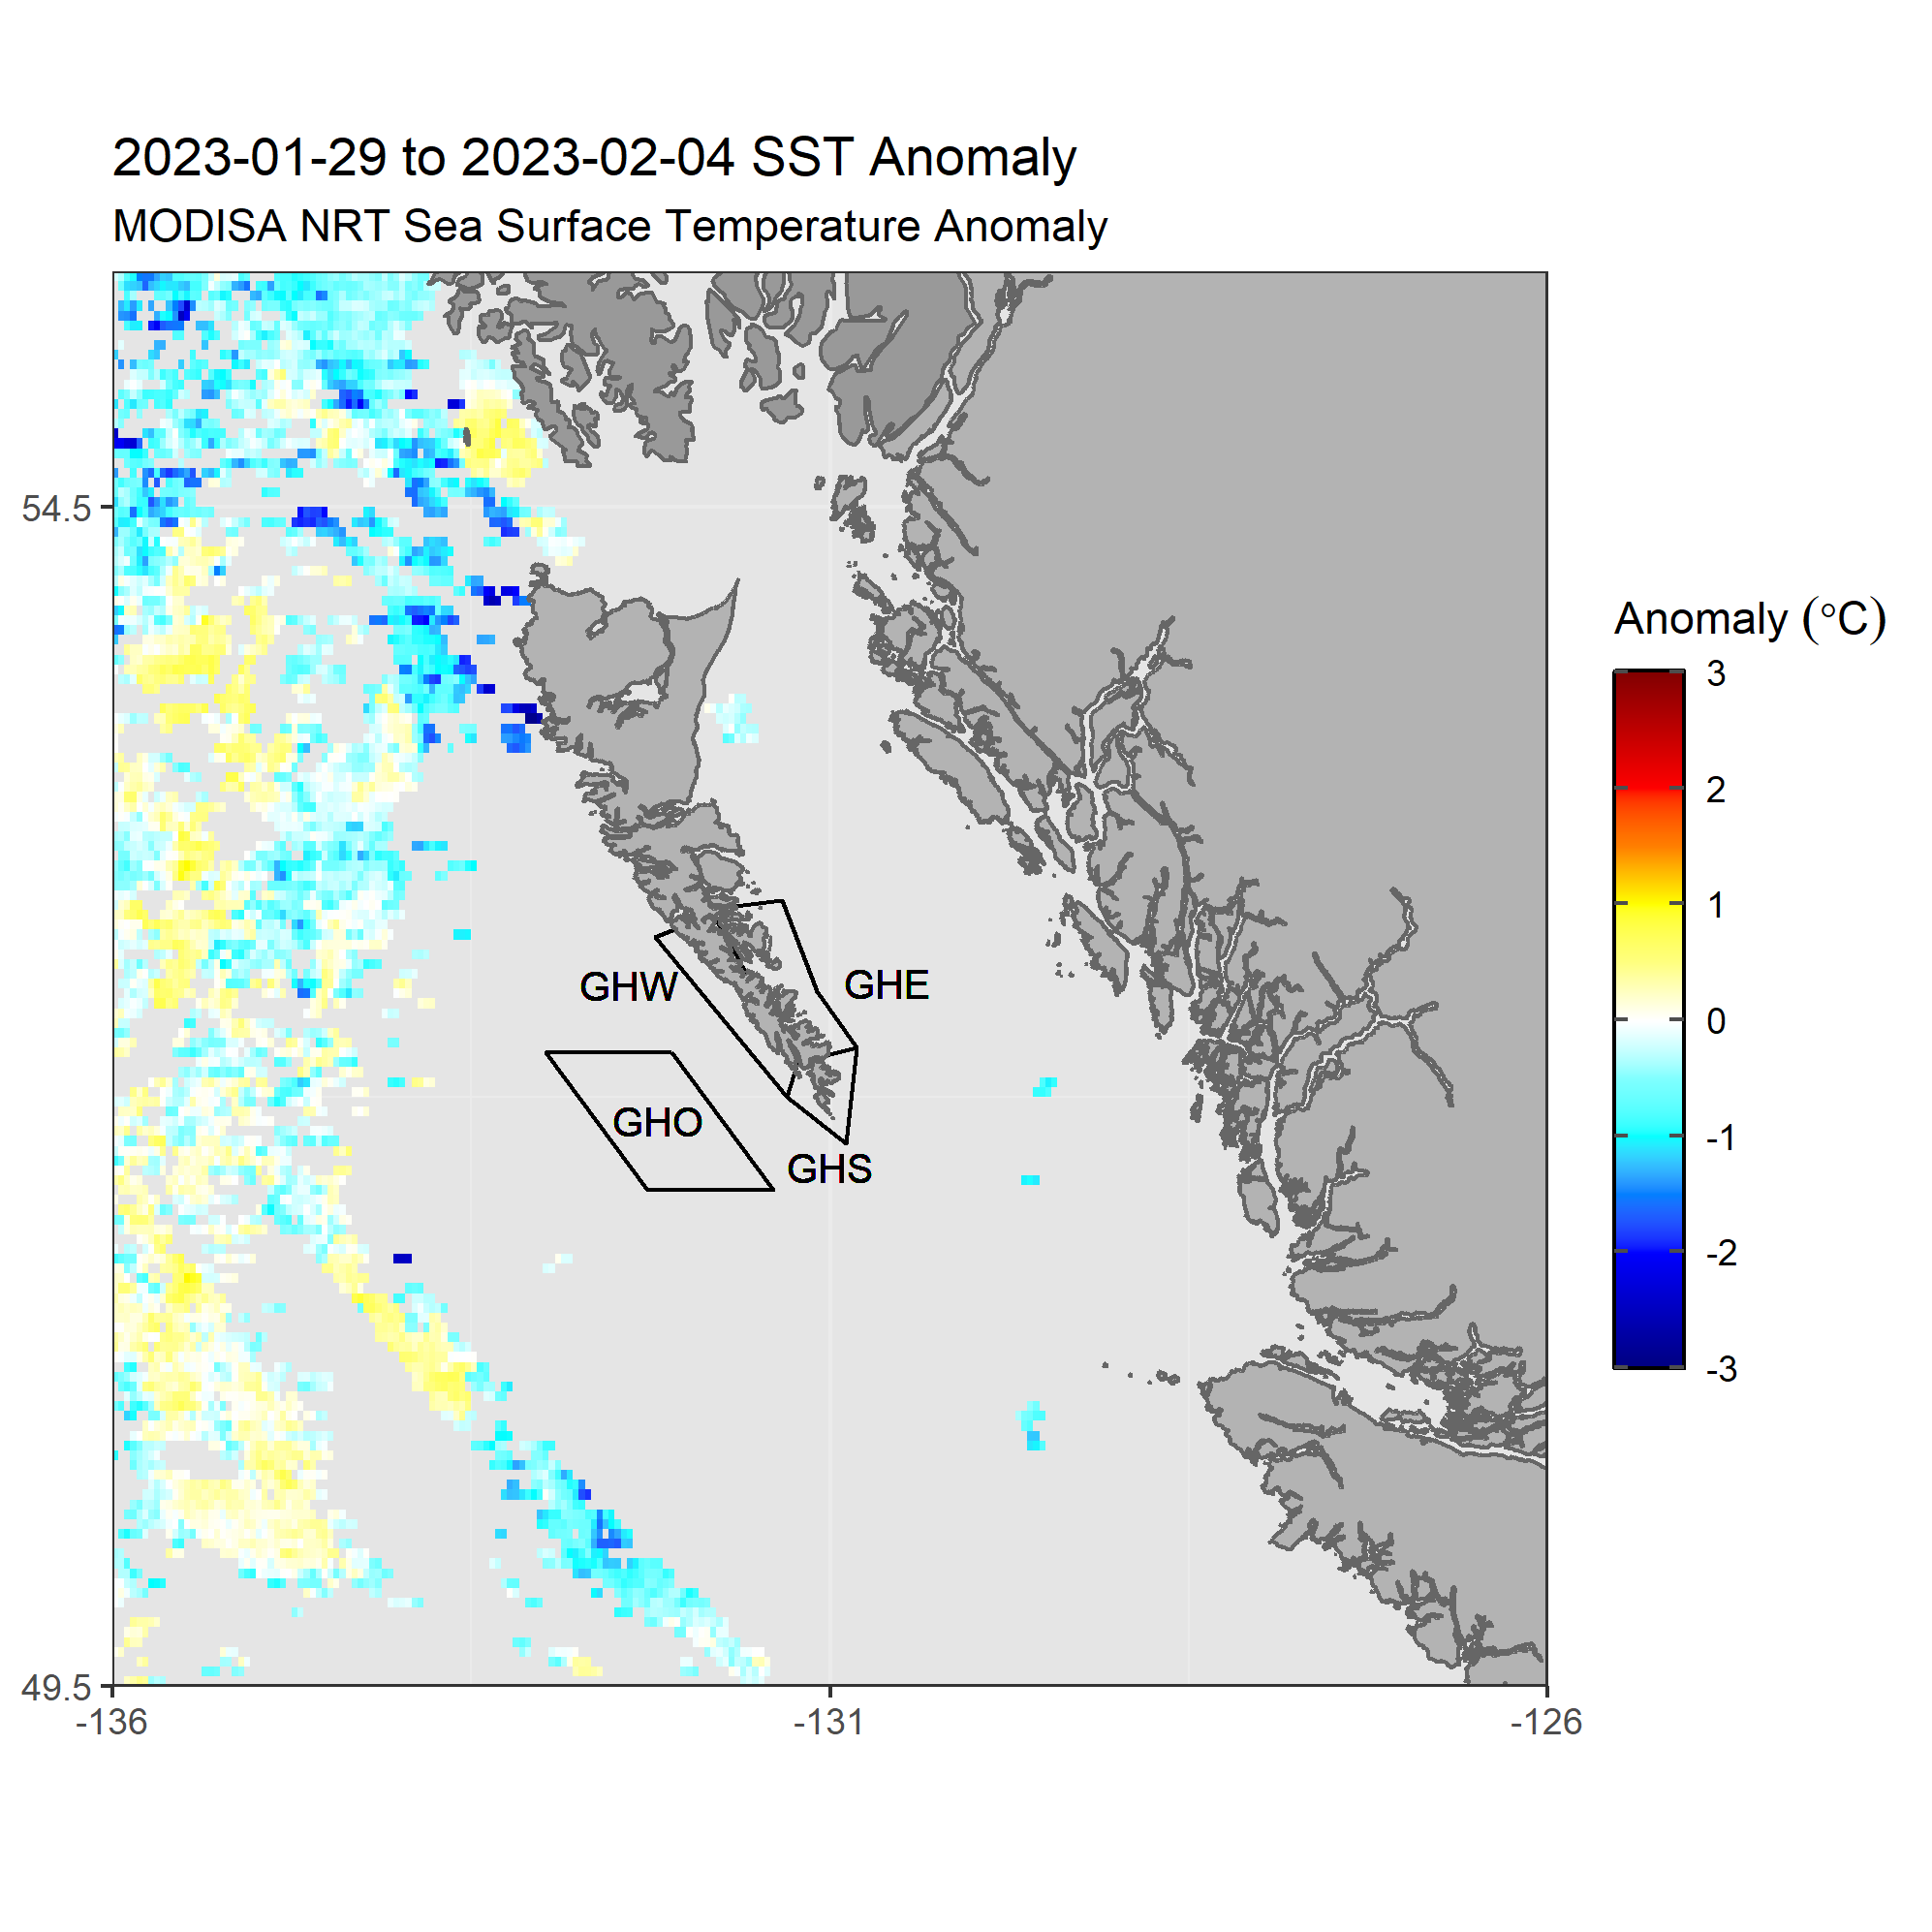 2023-01-29 to 2023-02-04 SST Anomaly
MODISA NRT Sea Surface Temperature Anomaly
54.5
49.5
-136
-131
-126
GHW
GHE
GHO
GHS
Anomaly (°C)
3
2
1
0
-1
-2
-3